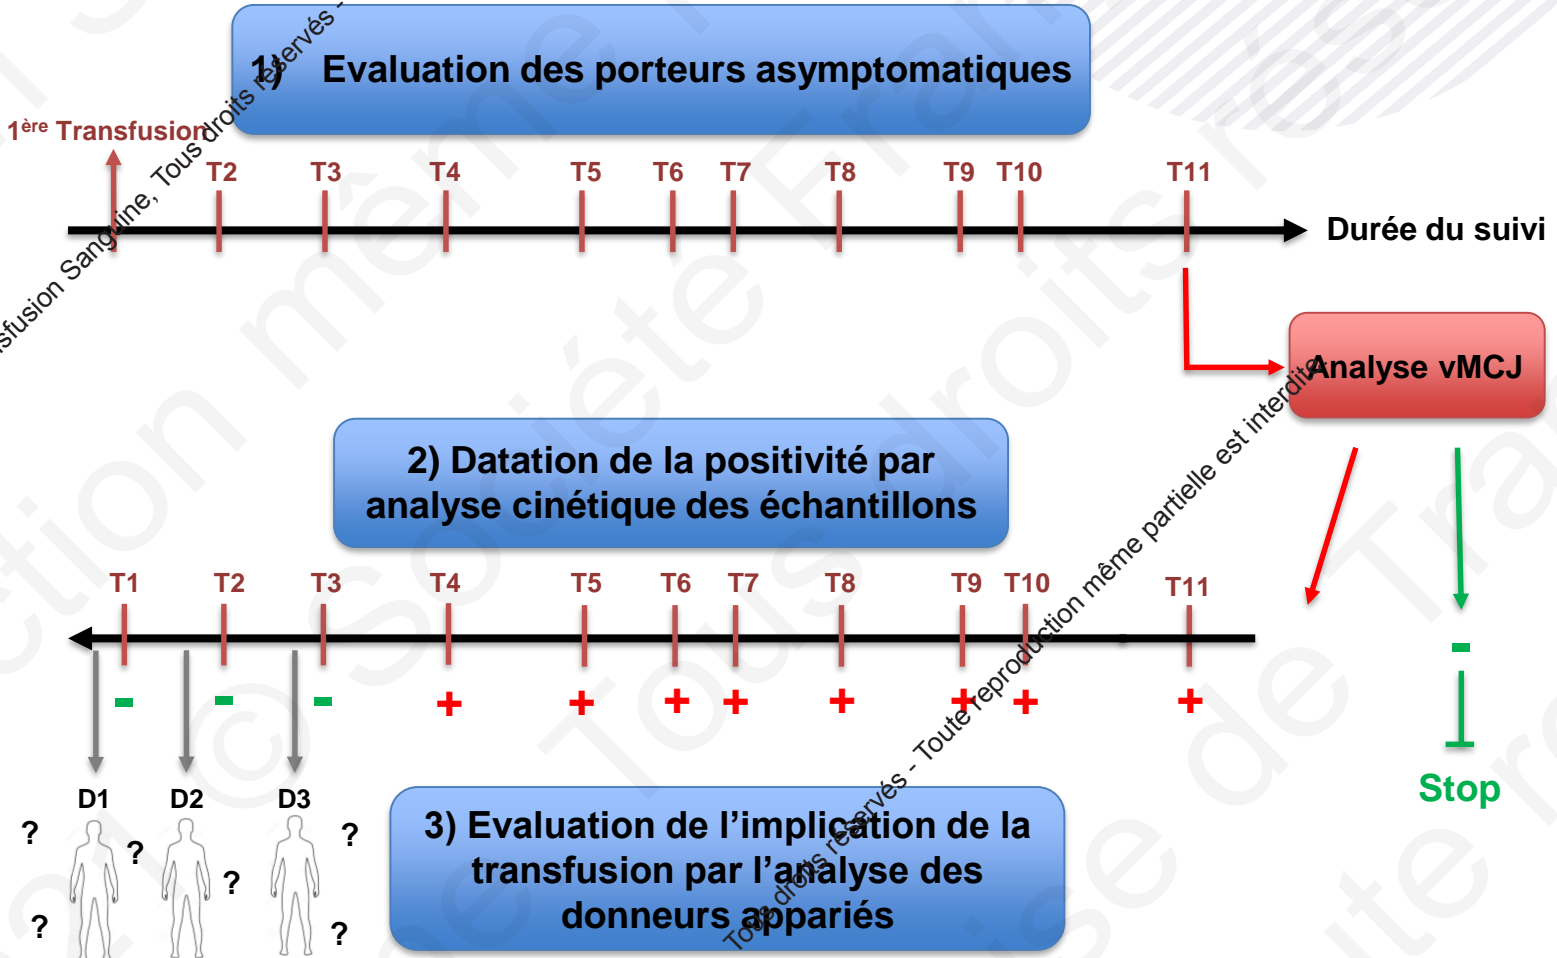 1) Evaluation des porteurs asymptomatiques
1ère Transfusion
T2 T3 T4 T5 T6 T7 T8 T9 T10 T11
Durée du suivi
Analyse vMCJ
2) Datation de la positivité par
analyse cinétique des échantillons
T1 T2 T3 T4 T5 T6 T7 T8 T9 T10 T11
- - - + + + + + + + +
-
Stop
D1 D2 D3
? ? ? ? ? ?
3) Evaluation de l'implication de la
transfusion par l'analyse des
donneurs appariés
Sanguine, Tous droits réservés -
Tous droits réservés - Toute reproduction même partielle est interdite
© Société
Tous droits